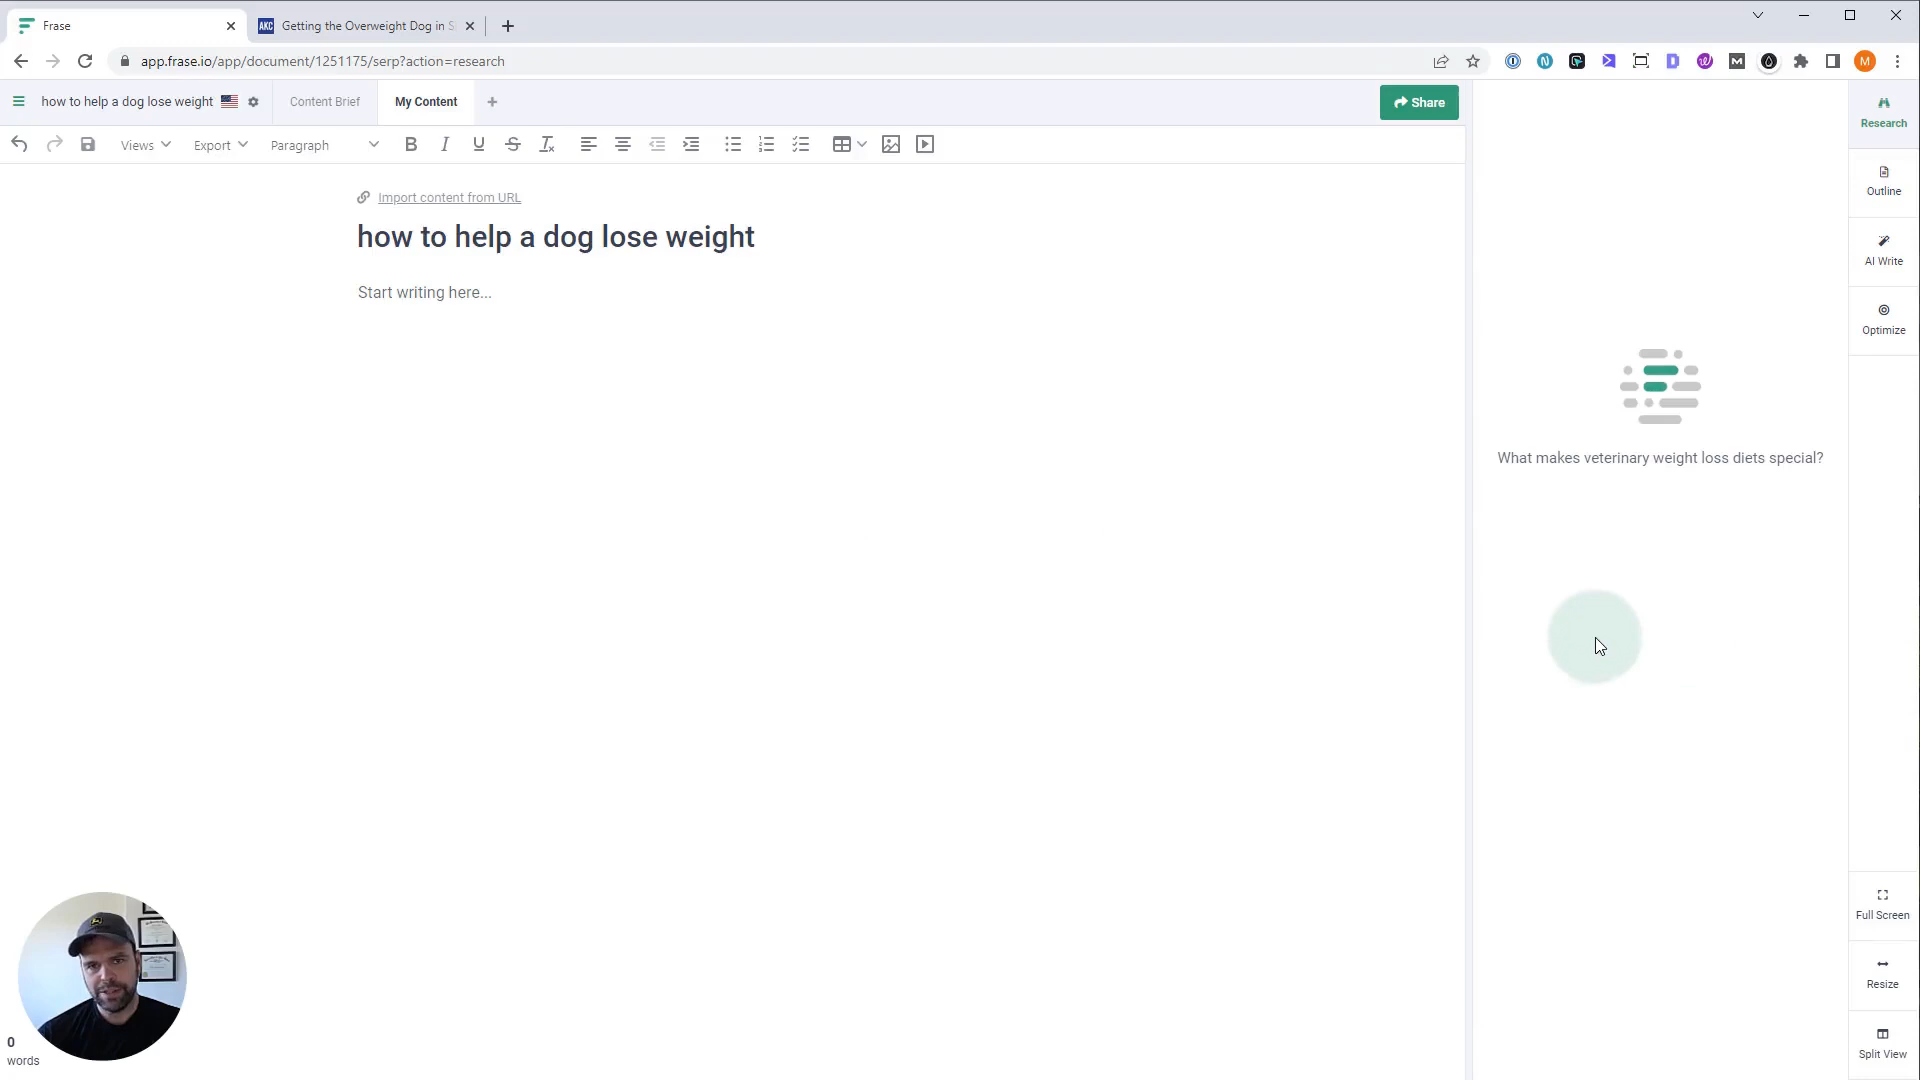 Frase
AKC Getting the Overweight Dog in S
app.frase.io/app/document/1251175/serp?action=research
M
how to help a dog lose weight
Content Brief
My Content
Share
Research
Views
Export
Paragraph
B I U S
Import content from URL
how to help a dog lose weight
Start writing here...
Outline
AI Write
Optimize
What makes veterinary weight loss diets special?
Full Screen
Resize
Split View
0
words